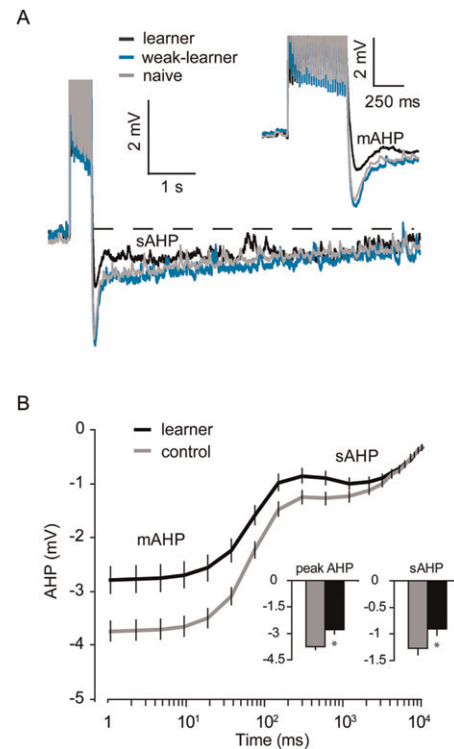 A
learner
weak-learner
naive
2 mV
1 s
2 mV
250 ms
mAHP
sAHP
B
learner
control
mAHP
sAHP
AHP (mV)
0
-1
-2
-3
-4
-5
peak AHP
0
-1.5
-3
-4.5
*
sAHP
0
-.5
-1
-1.5
*
1
10¹
10²
10³
10⁴
Time (ms)